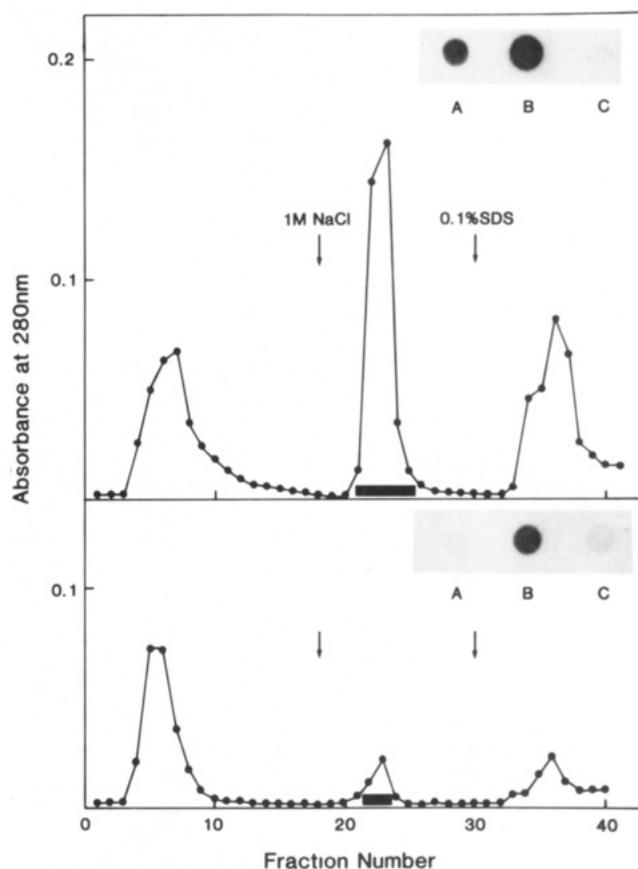 0.2
A B C
1M NaCl
0.1%SDS
0.1
Absorbance at 280nm
A B C
0.1
0 10 20 30 40
Fraction Number